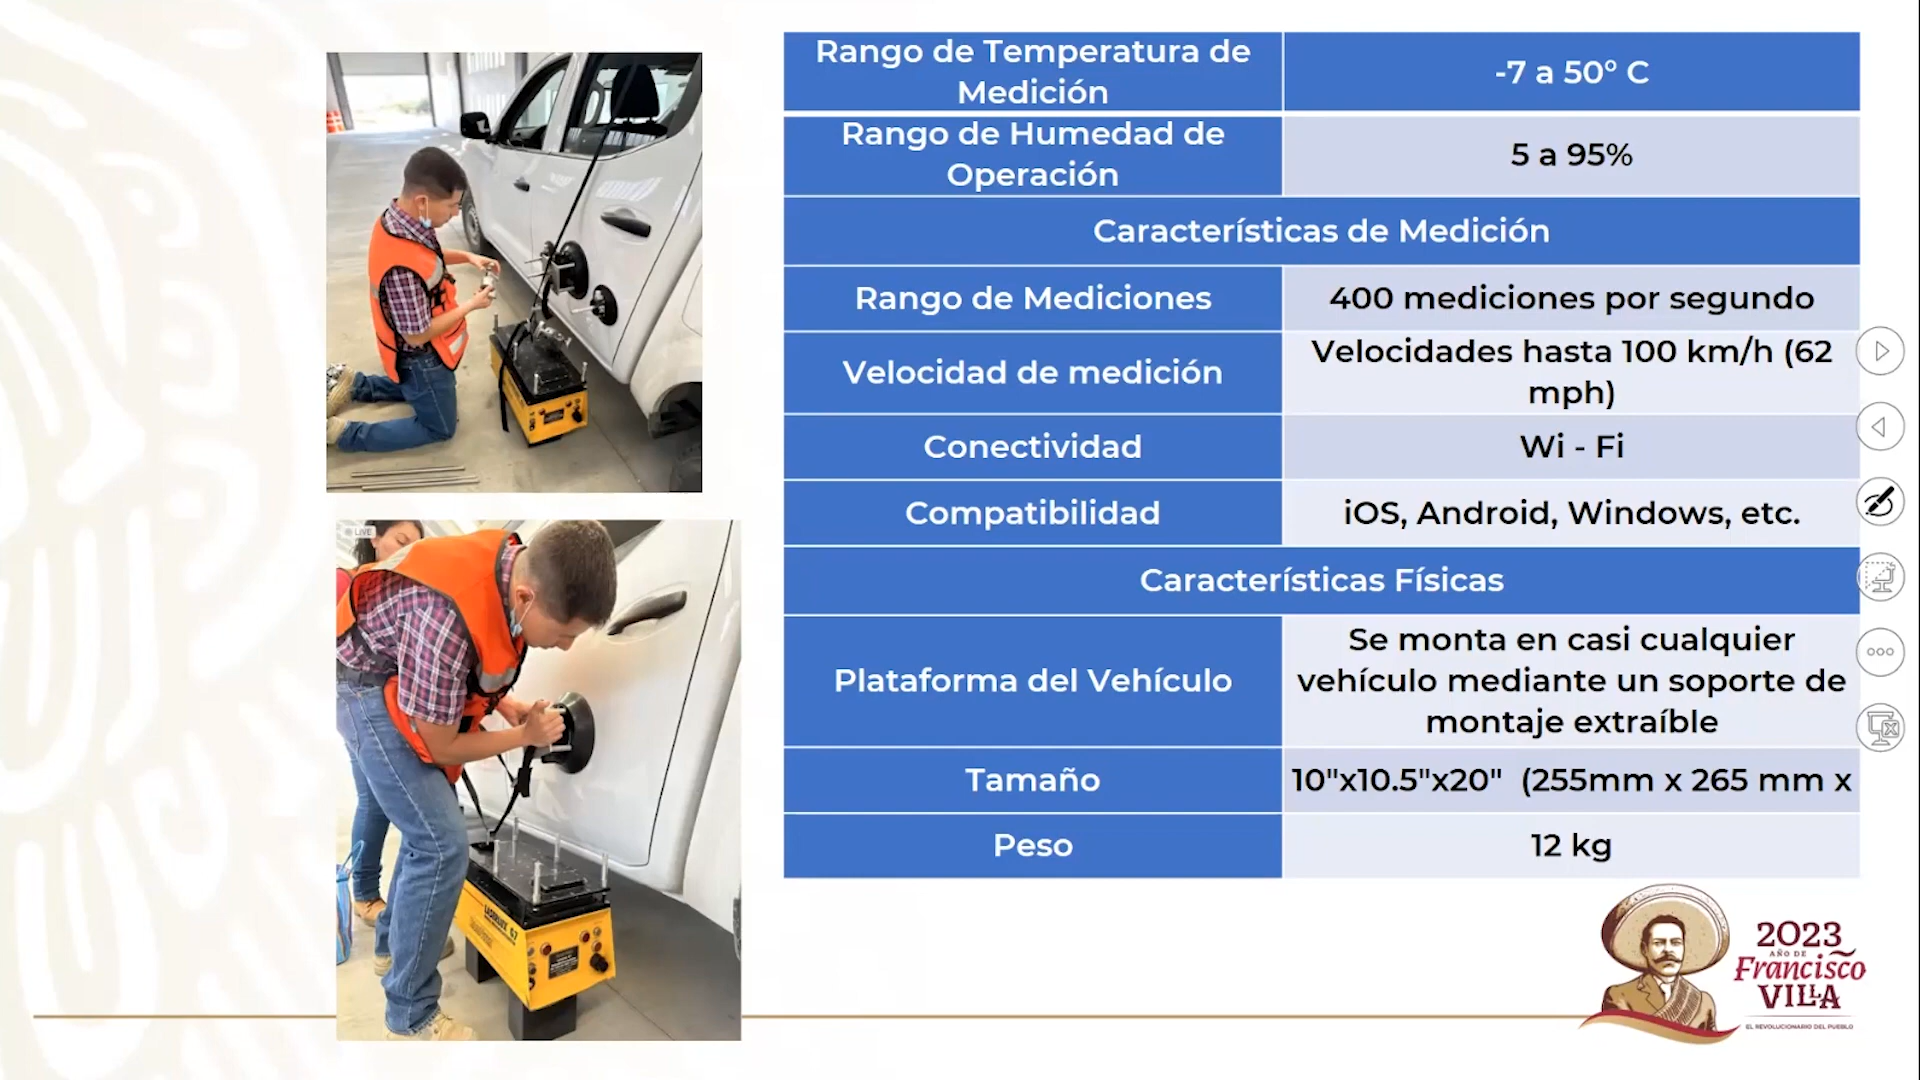 Rango de Temperatura de
Medición
-7 a 50° C
Rango de Humedad de
Operación
5 a 95%
Características de Medición
Rango de Mediciones
400 mediciones por segundo
Velocidad de medición
Velocidades hasta 100 km/h (62
mph)
Conectividad
Wi - Fi
Compatibilidad
iOS, Android, Windows, etc.
Características Físicas
Plataforma del Vehículo
Se monta en casi cualquier
vehículo mediante un soporte de
montaje extraíble
Tamaño
10"x10.5"x20"  (255mm x 265 mm x
Peso
12 kg
LIVE
2023
AÑO DE
Francisco
VILLA
EL REVOLUCIONARIO DEL PUEBLO